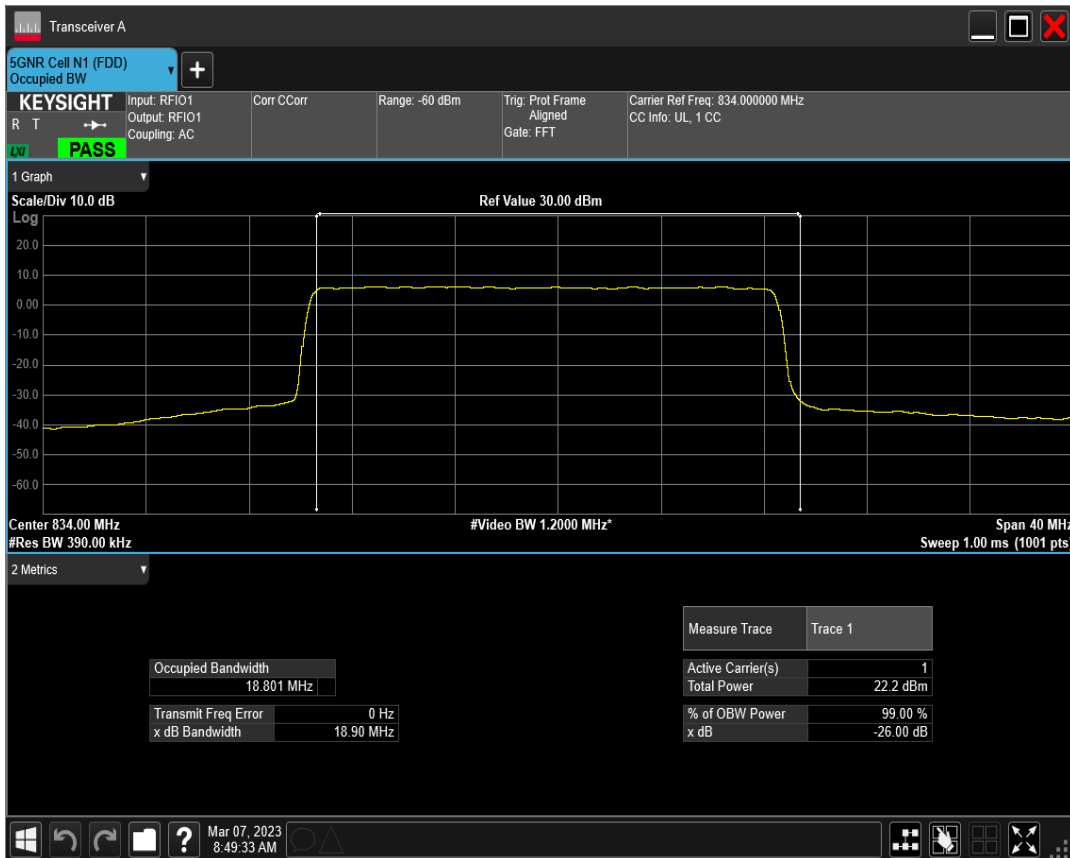 Transceiver A
5GNR Cell N1 (FDD)
Occupied BW
KEYSIGHT
R T
LXI
PASS
Input: RFIO1
Output: RFIO1
Coupling: AC
Corr CCorr
Range: -60 dBm
Trig: Prot Frame
Aligned
Gate: FFT
Carrier Ref Freq: 834.000000 MHz
CC Info: UL, 1 CC
1 Graph
Scale/Div 10.0 dB
Ref Value 30.00 dBm
Log
20.0
10.0
0.00
-10.0
-20.0
-30.0
-40.0
-50.0
-60.0
Center 834.00 MHz
#Video BW 1.2000 MHz*
Span 40 MHz
#Res BW 390.00 kHz
Sweep 1.00 ms (1001 pts)
2 Metrics
Measure Trace Trace 1
Occupied Bandwidth
18.801 MHz
Active Carrier(s) 1
Total Power 22.2 dBm
Transmit Freq Error 0 Hz
x dB Bandwidth 18.90 MHz
% of OBW Power 99.00 %
x dB -26.00 dB
?
Mar 07, 2023
8:49:33 AM